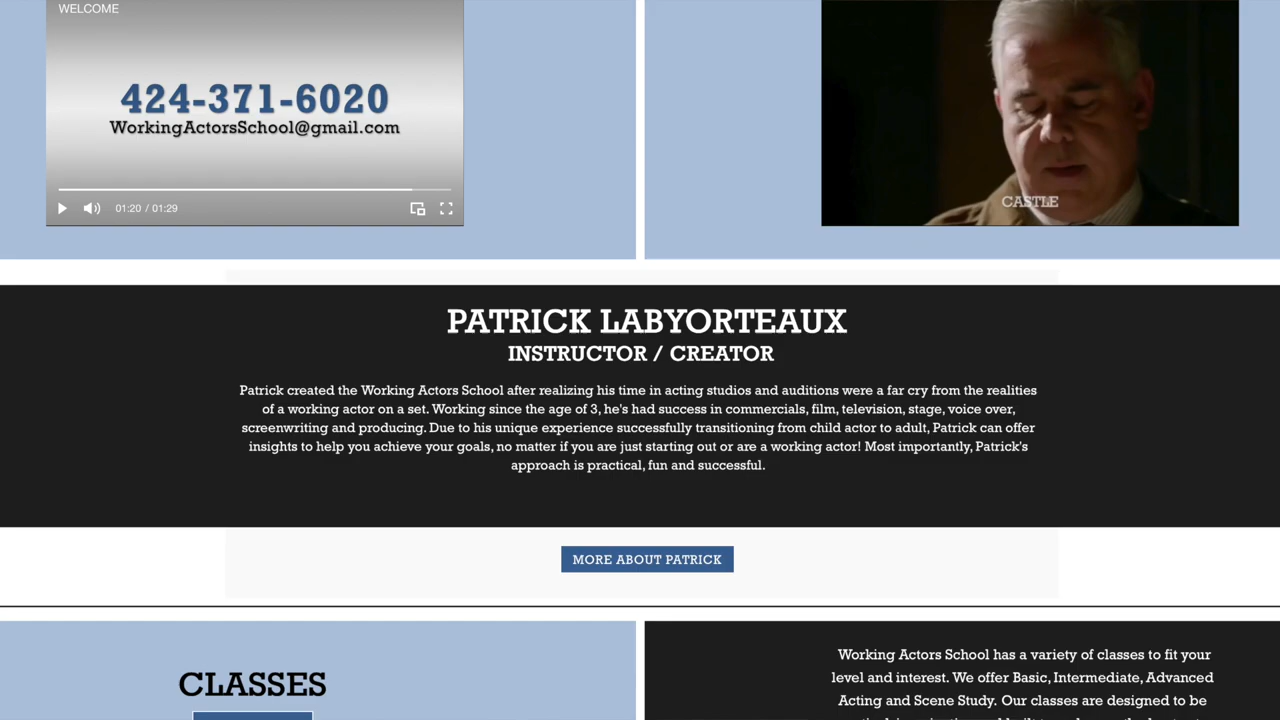 WELCOME
424-371-6020
WorkingActorsSchool@gmail.com
01:20 / 01:29
CASTLE
PATRICK LABYORTEAUX
INSTRUCTOR / CREATOR
Patrick created the Working Actors School after realizing his time in acting studios and auditions were a far cry from the realities
of a working actor on a set. Working since the age of 3, he's had success in commercials, film, television, stage, voice over,
screenwriting and producing. Due to his unique experience successfully transitioning from child actor to adult, Patrick can offer
insights to help you achieve your goals, no matter if you are just starting out or are a working actor! Most importantly, Patrick's
approach is practical, fun and successful.
MORE ABOUT PATRICK
CLASSES
Working Actors School has a variety of classes to fit your
level and interest. We offer Basic, Intermediate, Advanced
Acting and Scene Study. Our classes are designed to be